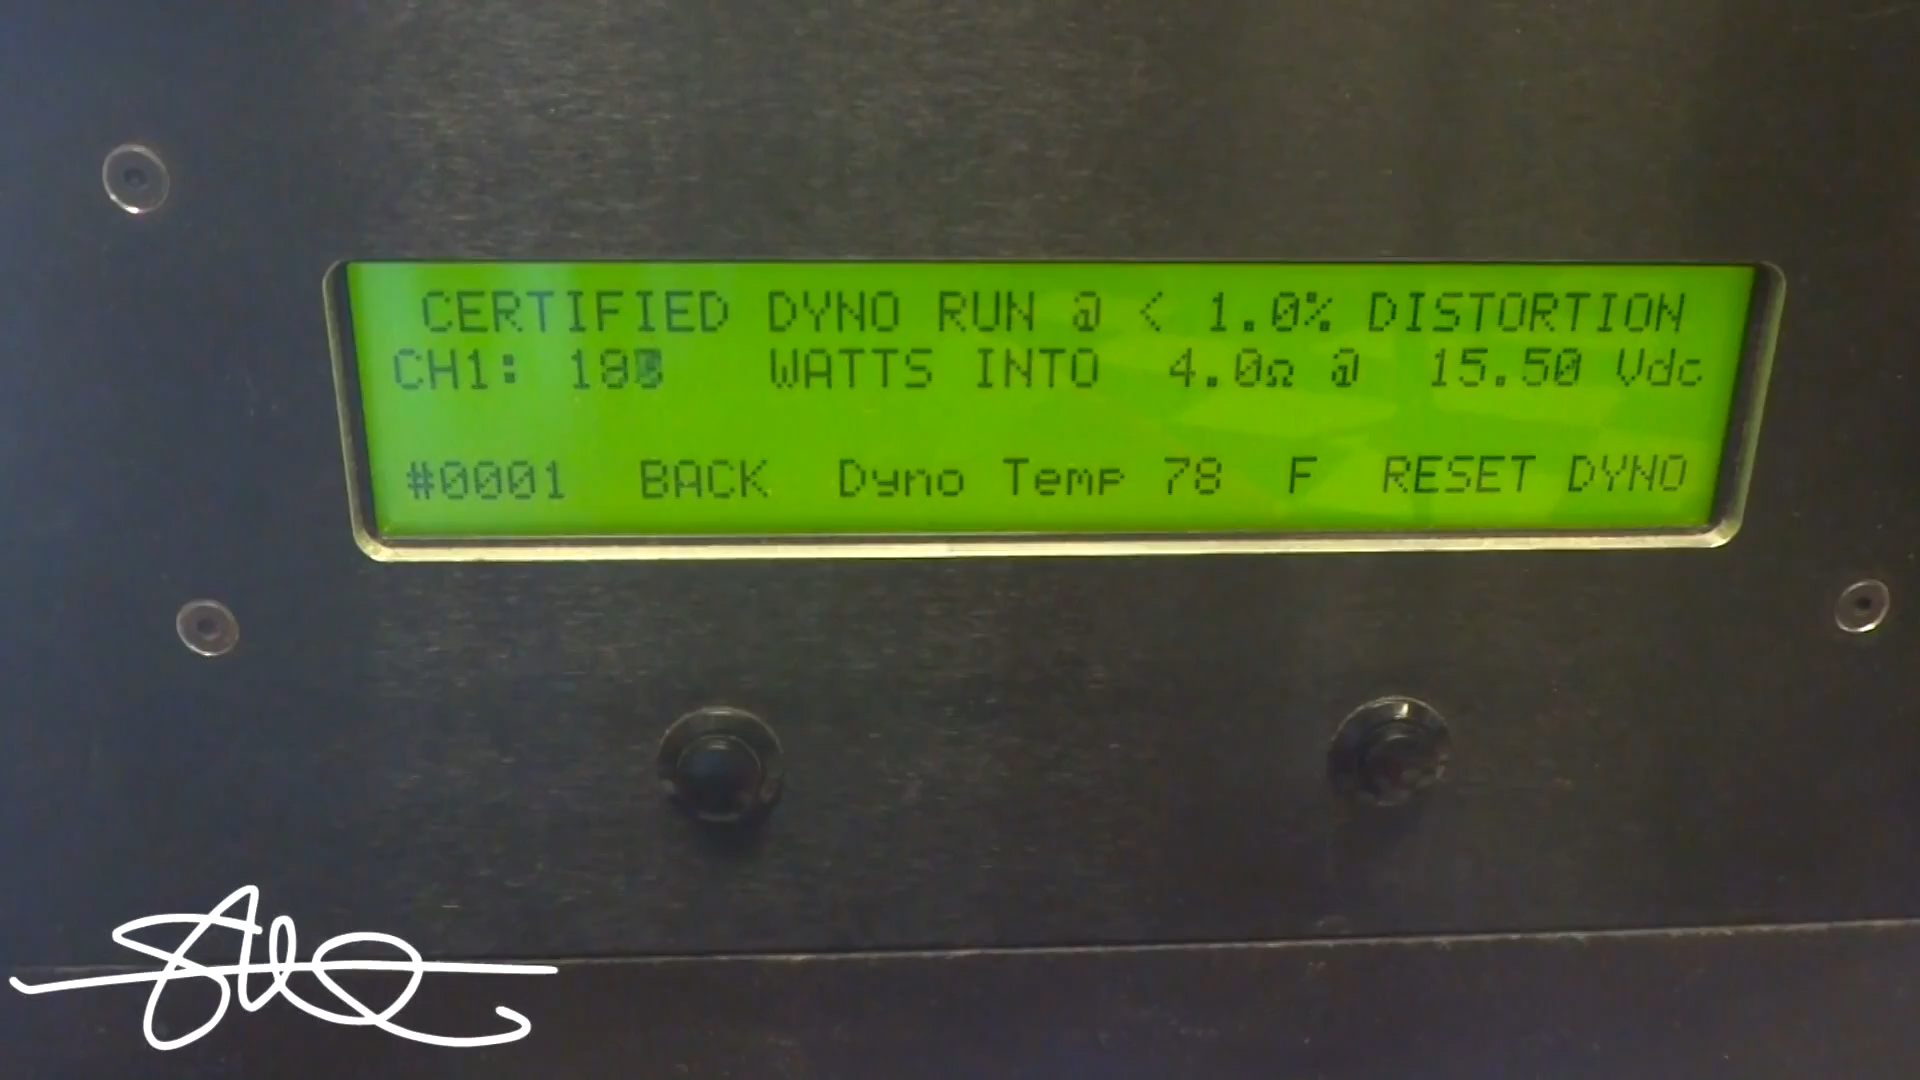 CERTIFIED DYNO RUN @ < 1.0% DISTORTION
CH1: WATTS INTO 4.0Ω @ 15.50 Vdc
#0001 BACK Dyno Temp 78 F RESET DYNO